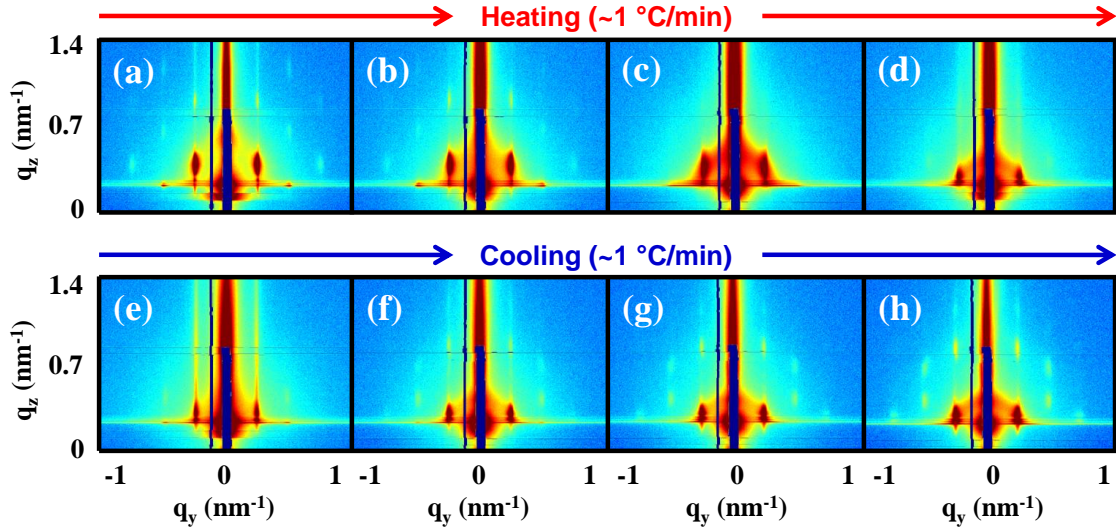 Heating (~1 °C/min)
1.4
0.7
0
q_z (nm⁻¹)
(a) (b) (c) (d)
Cooling (~1 °C/min)
1.4
0.7
0
q_z (nm⁻¹)
(e) (f) (g) (h)
-1 0 1 -1 0 1 -1 0 1 -1 0 1
q_y (nm⁻¹) q_y (nm⁻¹) q_y (nm⁻¹) q_y (nm⁻¹)